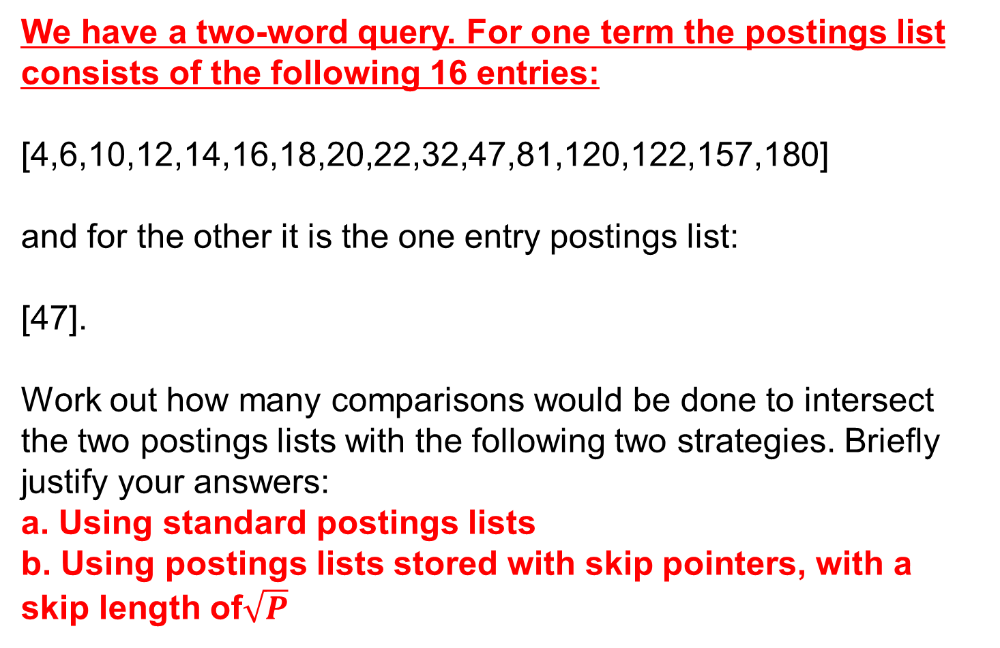 We have a two-word query. For one term the postings list
consists of the following 16 entries:
[4,6,10,12,14,16,18,20,22,32,47,81,120,122,157,180]
and for the other it is the one entry postings list:
[47].
Work out how many comparisons would be done to intersect
the two postings lists with the following two strategies. Briefly
justify your answers:
a. Using standard postings lists
b. Using postings lists stored with skip pointers, with a
skip length of√P